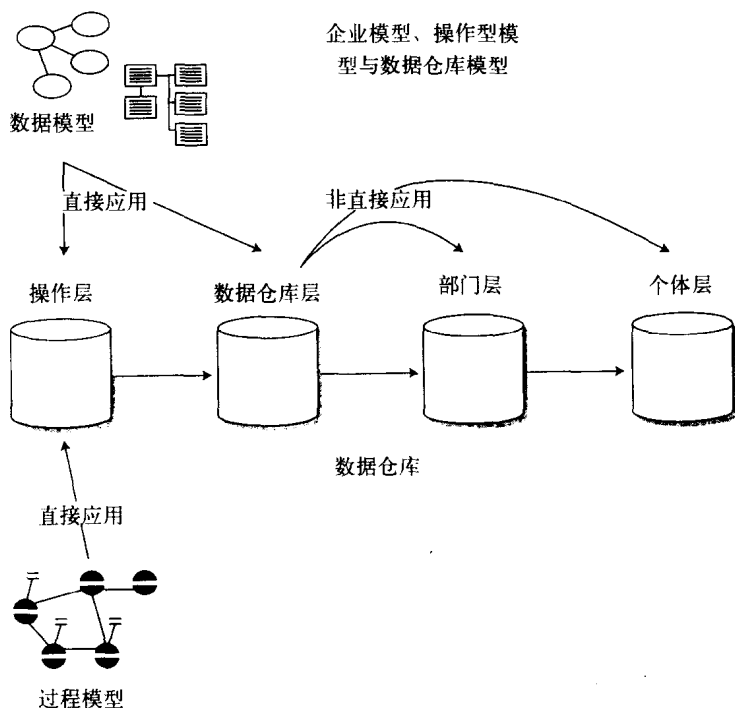 企业模型、操作型模
型与数据仓库模型
数据模型
直接应用
非直接应用
操作层
数据仓库层
部门层
个体层
数据仓库
直接应用
过程模型